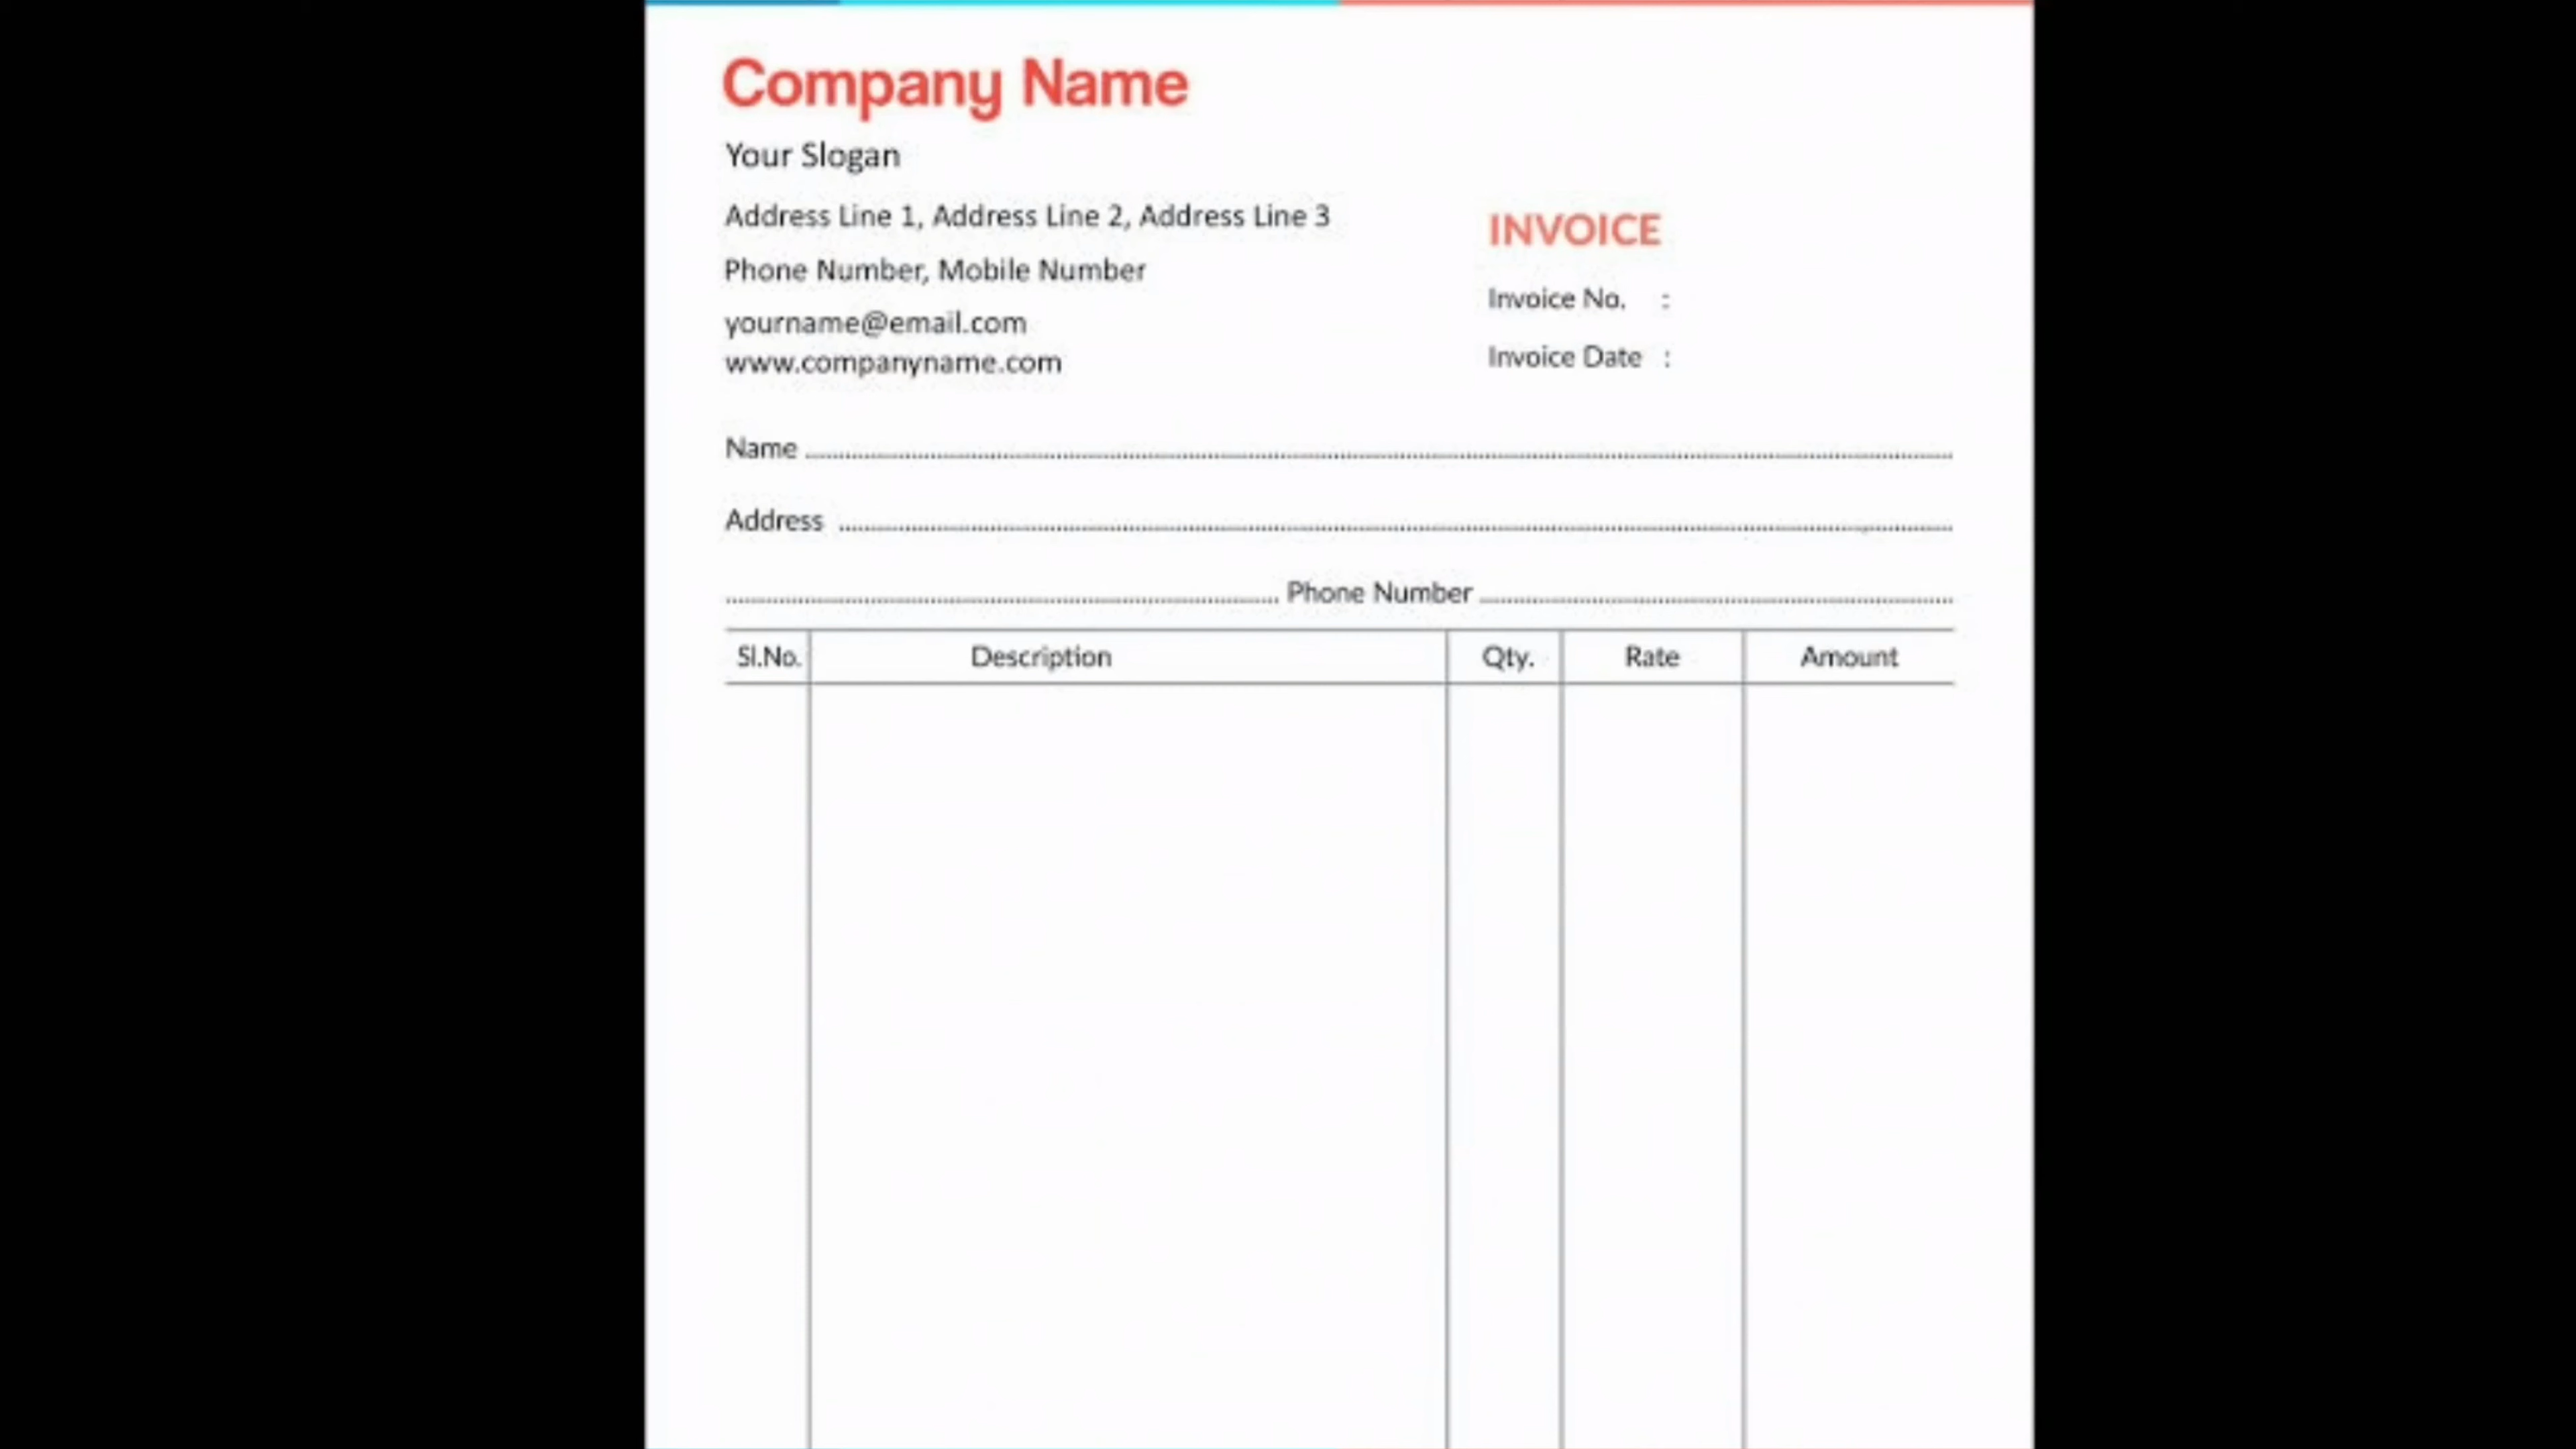 Company Name
Your Slogan
Address Line 1, Address Line 2, Address Line 3
Phone Number, Mobile Number
yourname@email.com
www.companyname.com
INVOICE
Invoice No. :
Invoice Date :
Name
Address
Phone Number
Sl.No. Description Qty. Rate Amount